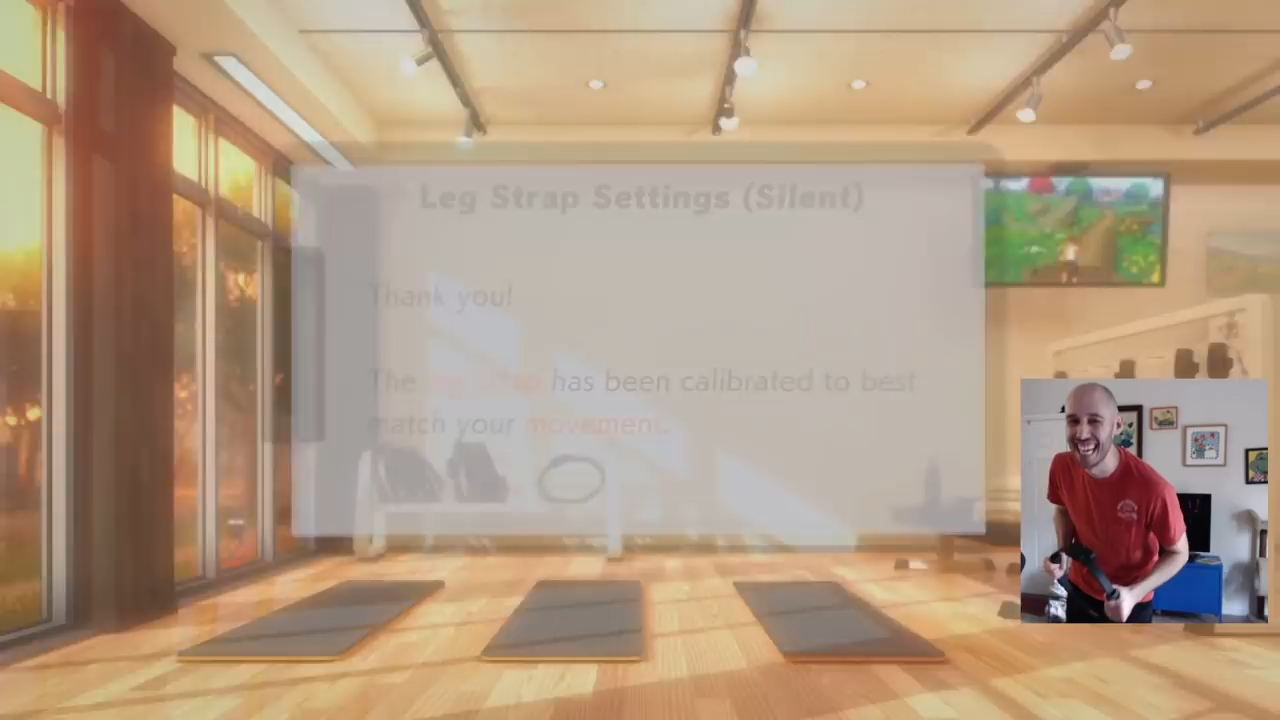 Leg Strap Settings (Silent)
Thank you!
The leg strap has been calibrated to best
match your movement.